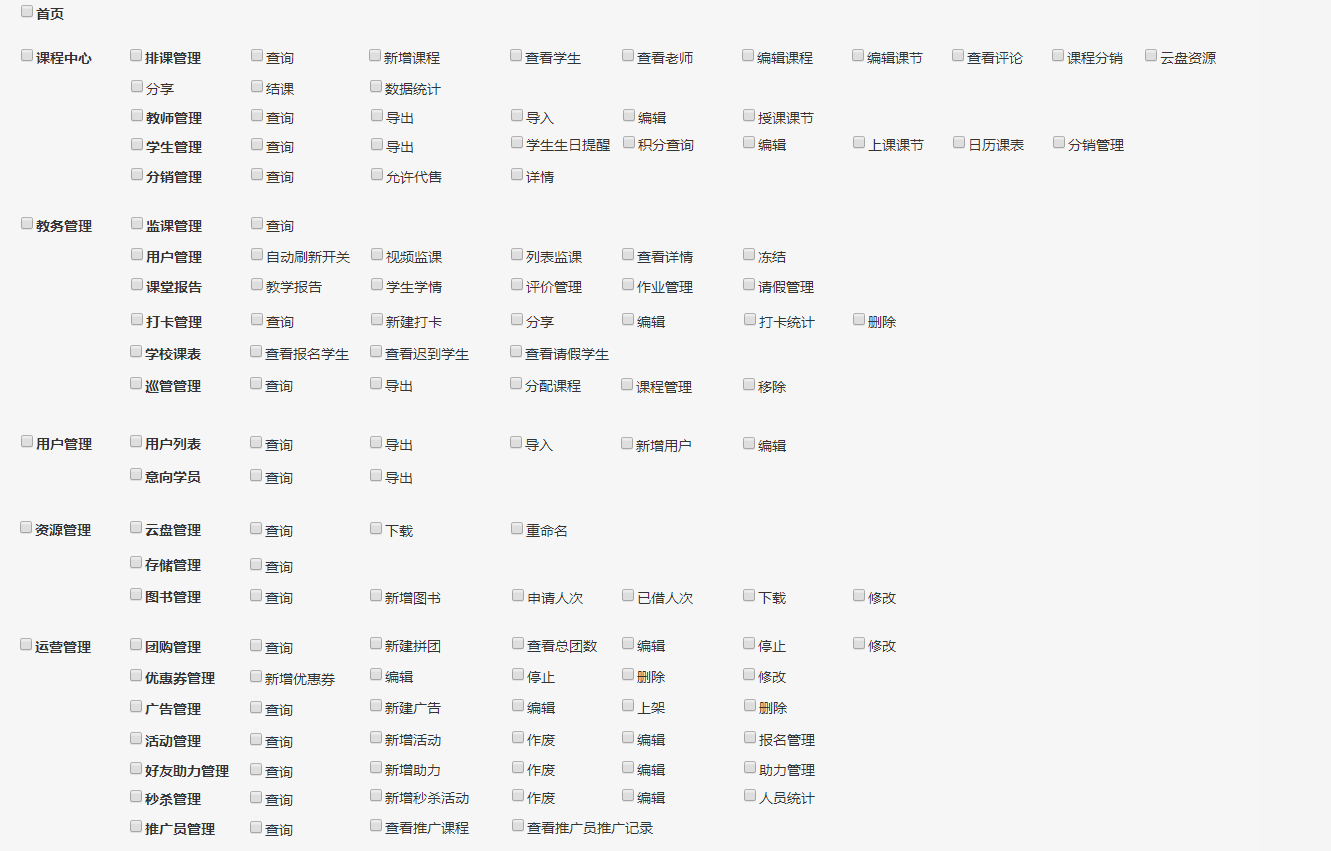 首页
课程中心 排课管理 查询 新增课程 查看学生 查看老师 编辑课程 编辑课节 查看评论 课程分销 云盘资源
分享 结课 数据统计
教师管理 查询 导出 导入 编辑 授课课节
学生管理 查询 导出 学生生日提醒 积分查询 编辑 上课课节 日历课表 分销管理
分销管理 查询 允许代售 详情
教务管理 监课管理 查询
用户管理 自动刷新开关 视频监课 列表监课 查看详情 冻结
课堂报告 教学报告 学生学情 评价管理 作业管理 请假管理
打卡管理 查询 新建打卡 分享 编辑 打卡统计 删除
学校课表 查看报名学生 查看迟到学生 查看请假学生
巡管管理 查询 导出 分配课程 课程管理 移除
用户管理 用户列表 查询 导出 导入 新增用户 编辑
意向学员 查询 导出
资源管理 云盘管理 查询 下载 重命名
存储管理 查询
图书管理 查询 新增图书 申请人次 已借人次 下载 修改
运营管理 团购管理 查询 新建拼团 查看总团数 编辑 停止 修改
优惠券管理 新增优惠券 编辑 停止 删除 修改
广告管理 查询 新建广告 编辑 上架 删除
活动管理 查询 新增活动 作废 编辑 报名管理
好友助力管理 查询 新增助力 作废 编辑 助力管理
秒杀管理 查询 新增秒杀活动 作废 编辑 人员统计
推广员管理 查询 查看推广课程 查看推广员推广记录